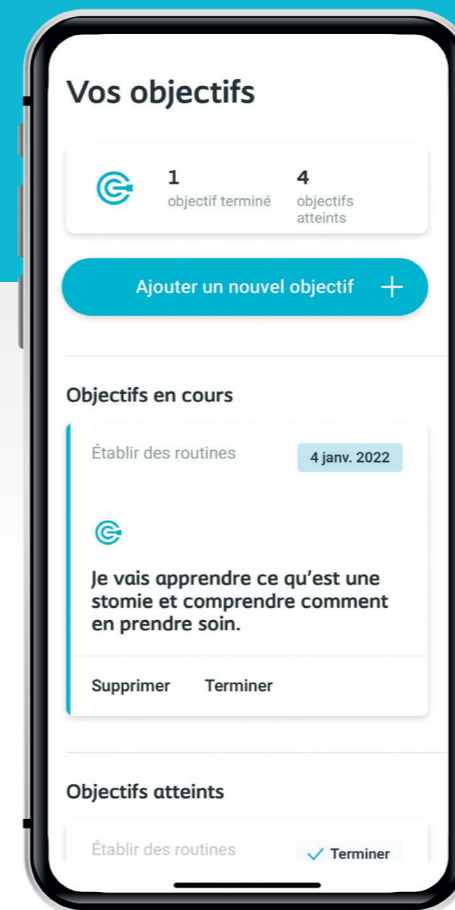 Vos objectifs
1
objectif terminé
4
objectifs
atteints
Ajouter un nouvel objectif
Objectifs en cours
Établir des routines
4 janv. 2022
Je vais apprendre ce qu'est une
stomie et comprendre comment
en prendre soin.
Supprimer Terminer
Objectifs atteints
Établir des routines
Terminer